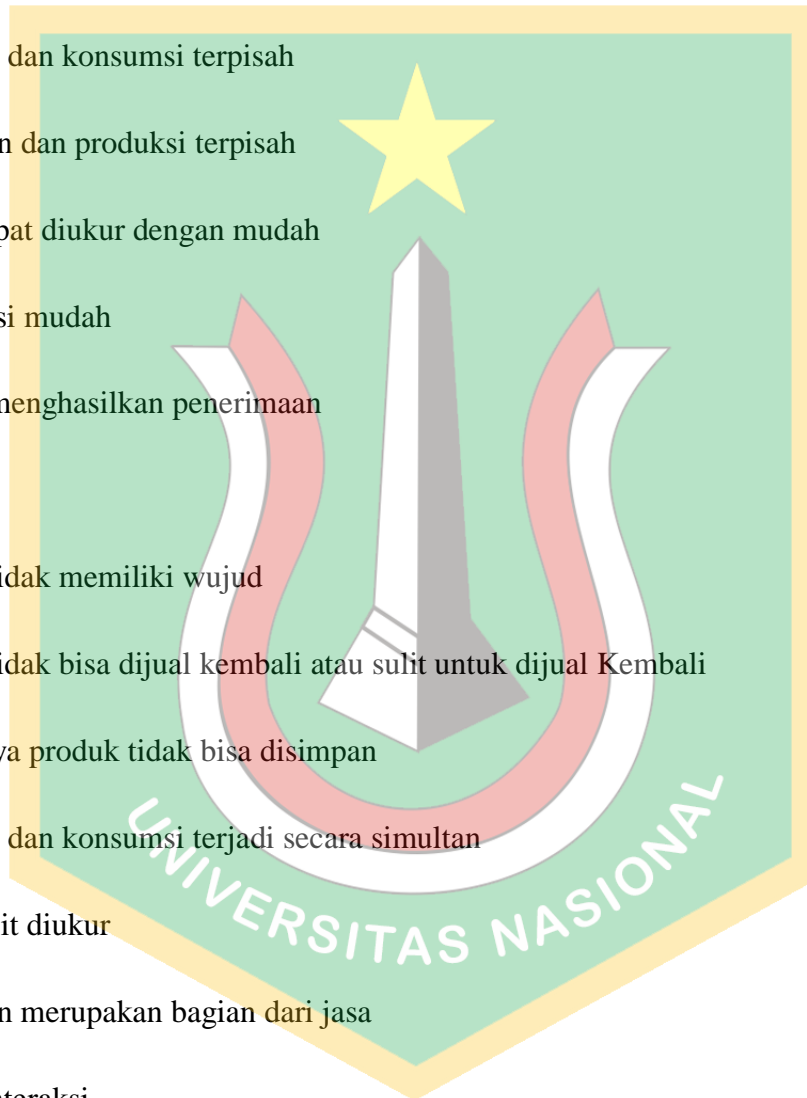 dan konsumsi terpisah
n dan produksi terpisah
pat diukur dengan mudah
si mudah
menghasilkan penerimaan
idak memiliki wujud
idak bisa dijual kembali atau sulit untuk dijual Kembali
ya produk tidak bisa disimpan
dan konsumsi terjadi secara simultan
it diukur
n merupakan bagian dari jasa
UNIVERSITAS NASIONAL